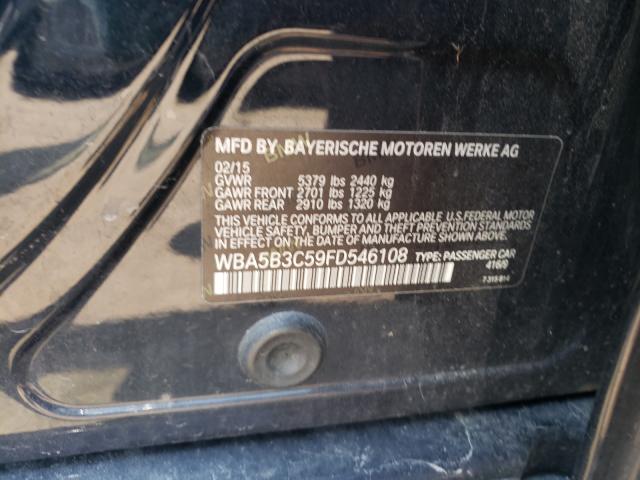 MFD BY BAYERISCHE MOTOREN WERKE AG
02/15
GVWR 5379 lbs 2440 kg
GAWR FRONT 2701 lbs 1225 kg
GAWR REAR 2910 lbs 1320 kg
THIS VEHICLE CONFORMS TO ALL APPLICABLE U.S.FEDERAL MOTOR
VEHICLE SAFETY, BUMPER, AND THEFT PREVENTION
STANDARDS IN EFFECT ON THE DATE OF MANUFACTURE SHOWN ABOVE.
WBA5B3C59FD546108 TYPE: PASSENGER CAR
416/9